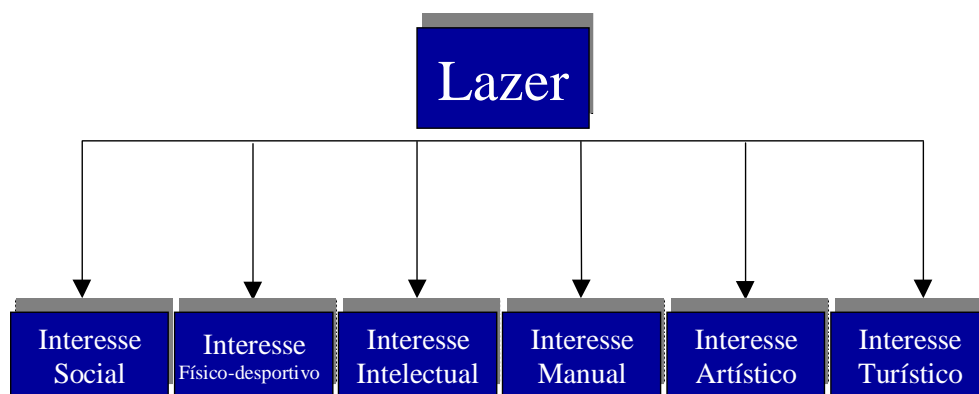 Lazer
Interesse
Social
Interesse
Físico-desportivo
Interesse
Intelectual
Interesse
Manual
Interesse
Artístico
Interesse
Turístico